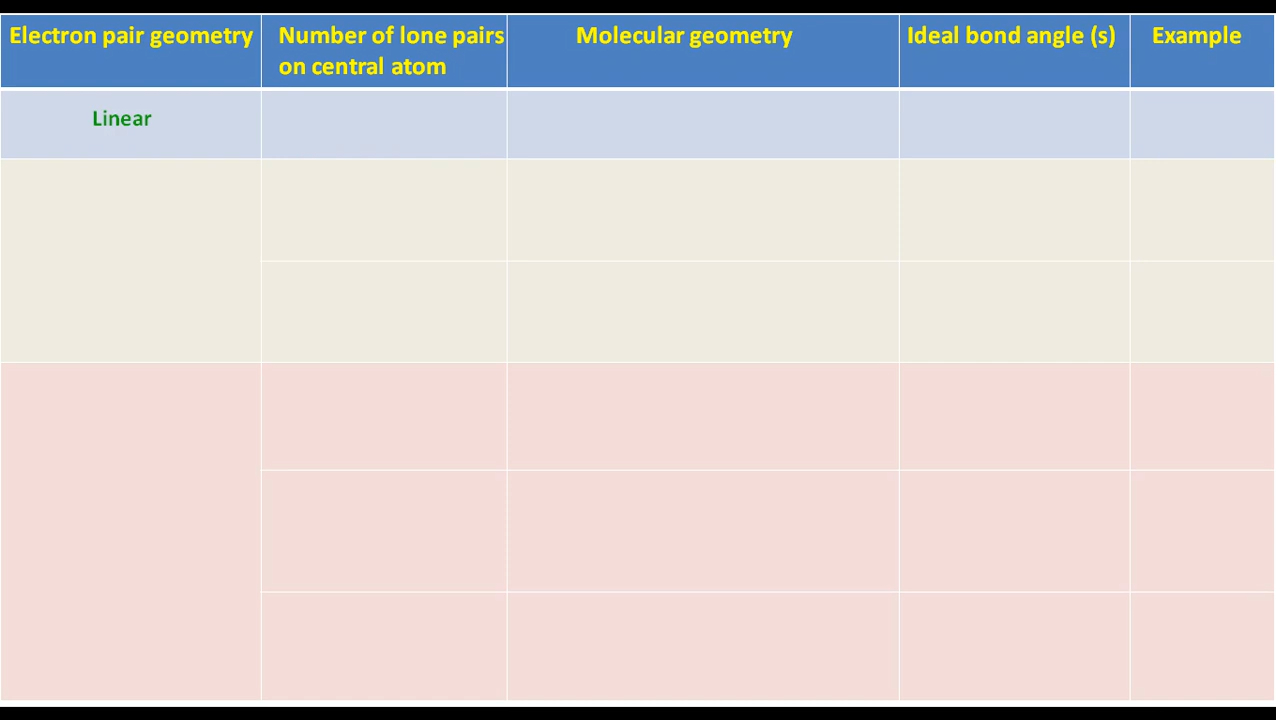 Electron pair geometry
Number of lone pairs
on central atom
Molecular geometry
Ideal bond angle (s)
Example
Linear